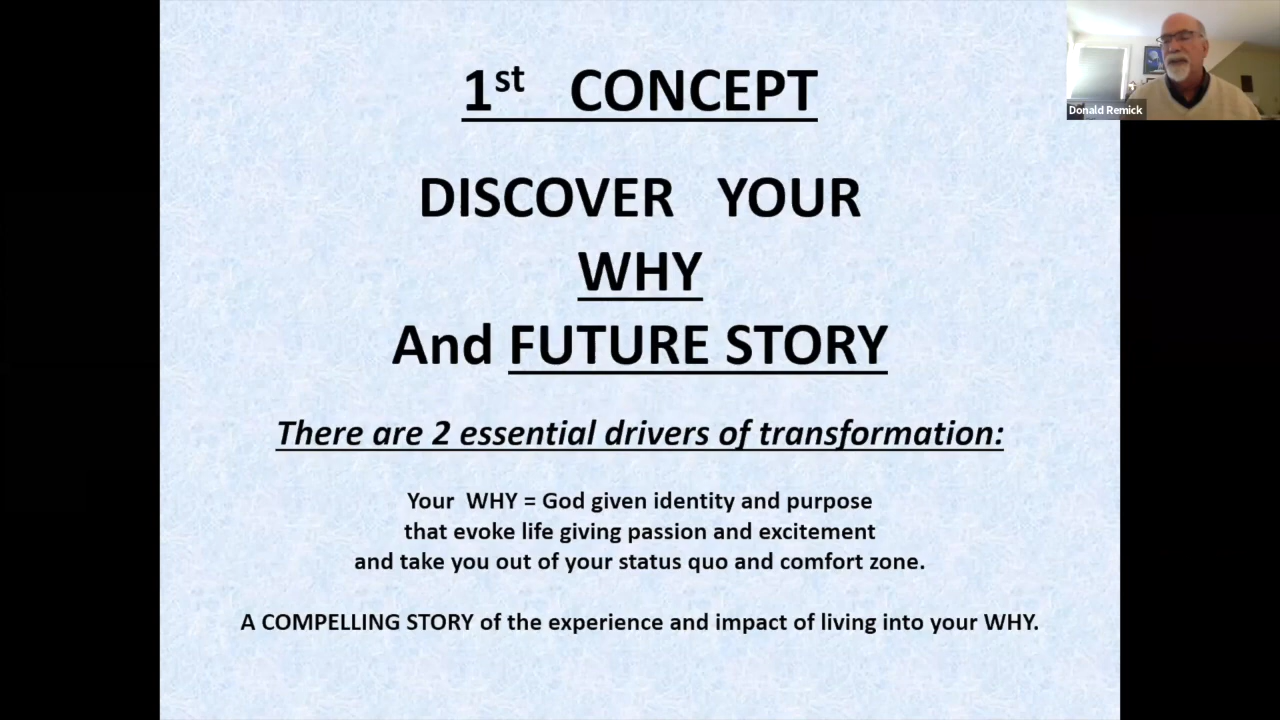 1st CONCEPT
DISCOVER YOUR
WHY
And FUTURE STORY
There are 2 essential drivers of transformation:
Your WHY = God given identity and purpose
that evoke life giving passion and excitement
and take you out of your status quo and comfort zone.
A COMPELLING STORY of the experience and impact of living into your WHY.
Donald Remick